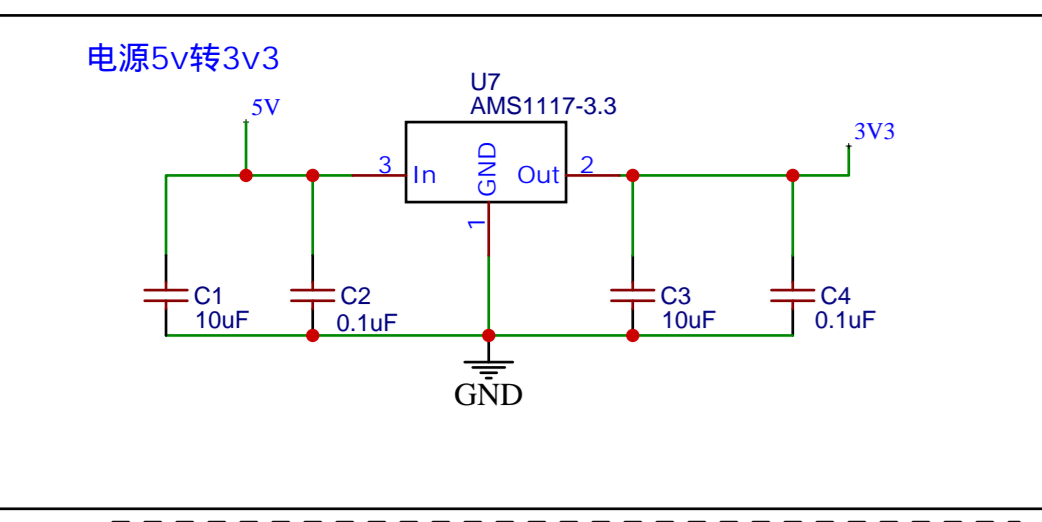 电源5v转3v3
U7
AMS1117-3.3
5V
3V3
3
In
GND
Out
2
1
C1
10uF
C2
0.1uF
C3
10uF
C4
0.1uF
GND